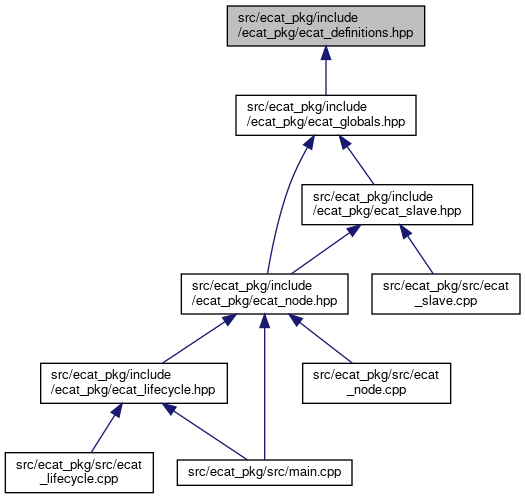 src/ecat_pkg/include
/ecat_pkg/ecat_definitions.hpp
src/ecat_pkg/include
/ecat_pkg/ecat_globals.hpp
src/ecat_pkg/include
/ecat_pkg/ecat_slave.hpp
src/ecat_pkg/include
/ecat_pkg/ecat_node.hpp
src/ecat_pkg/src/ecat
_slave.cpp
src/ecat_pkg/include
/ecat_pkg/ecat_lifecycle.hpp
src/ecat_pkg/src/ecat
_node.cpp
src/ecat_pkg/src/ecat
_lifecycle.cpp
src/ecat_pkg/src/main.cpp